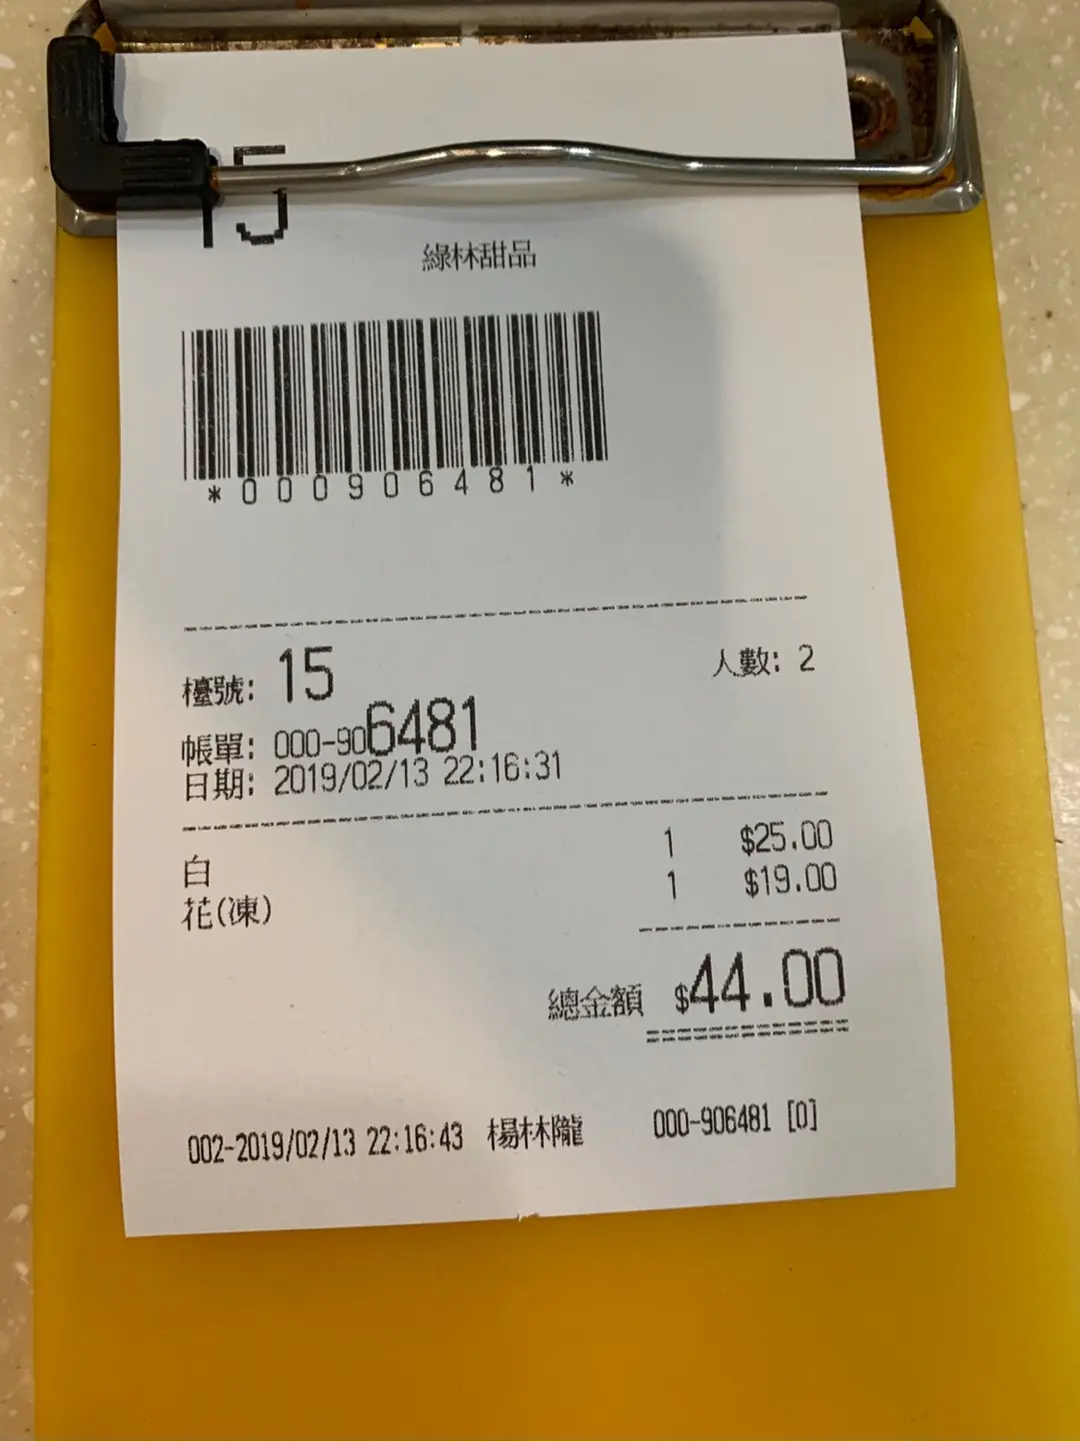 15
綠林甜品
*000906481*
檯號: 15 人數: 2
帳單: 000-906481
日期: 2019/02/13 22:16:31
白 1 $25.00
花(凍) 1 $19.00
總金額 $44.00
002-2019/02/13 22:16:43 楊林隴 000-906481 [0]